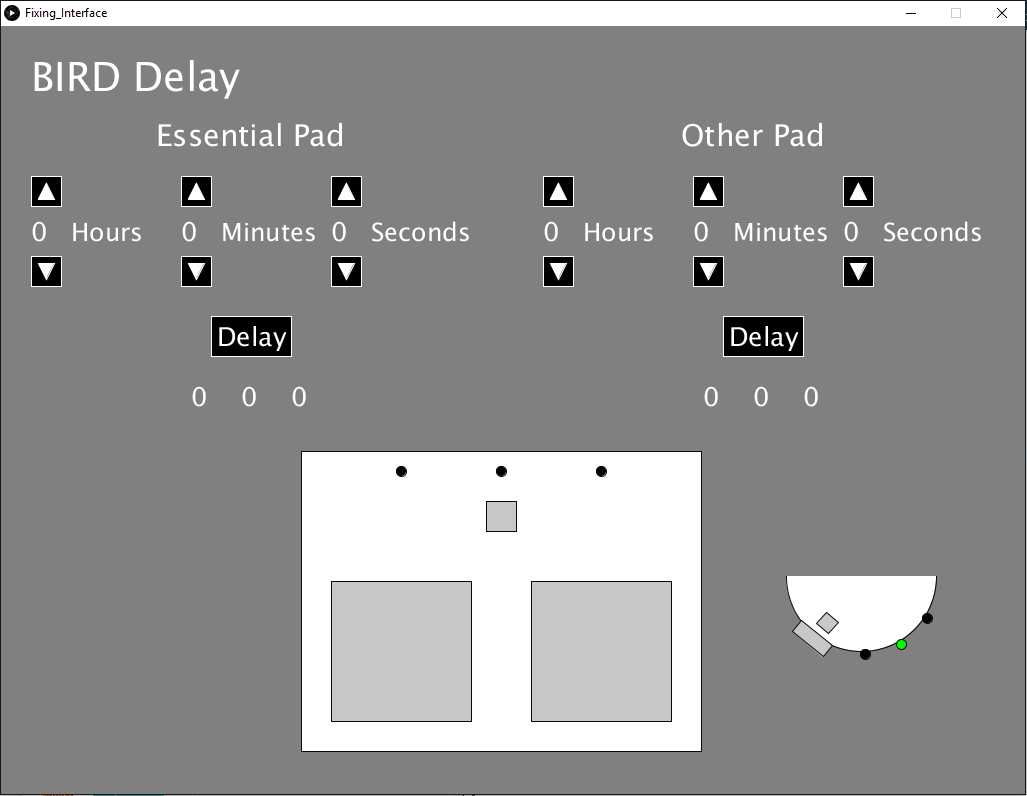 Fixing_Interface
BIRD Delay
Essential Pad Other Pad
0 Hours 0 Minutes 0 Seconds 0 Hours 0 Minutes 0 Seconds
Delay Delay
0 0 0 0 0 0